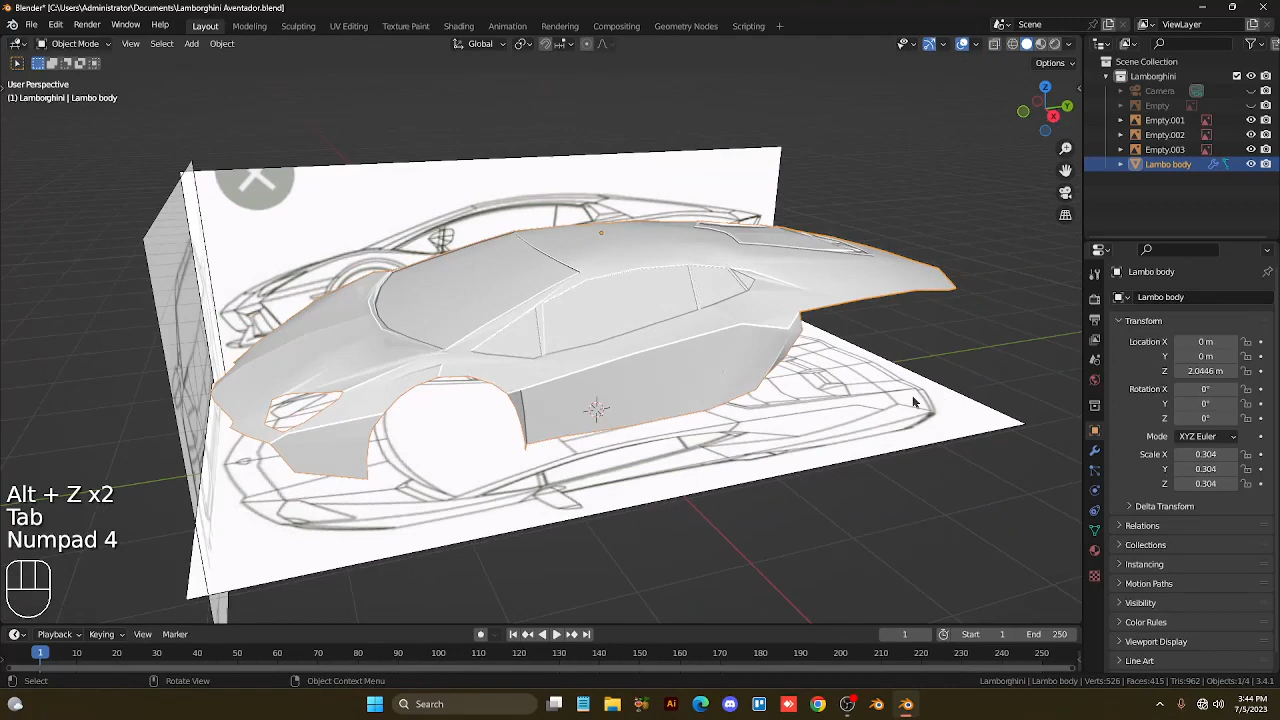 Blender* [C:\Users\Administrator\Documents\Lamborghini Aventador.blend]
File Edit Render Window Help Layout Modeling Sculpting UV Editing Texture Paint Shading Animation Rendering Compositing Geometry Nodes Scripting + Scene ViewLayer
Object Mode View Select Add Object Global
Options
User Perspective
(1) Lamborghini | Lambo body
Z
Y
X
Alt + Z x2
Tab
Numpad 4
Scene Collection
Lamborghini
Camera
Empty
Empty.001
Empty.002
Empty.003
Lambo body
Lambo body
Lambo body
Transform
Location X 0 m
Y 0 m
Z 2.0446 m
Rotation X 0°
Y 0°
Z 0°
Mode XYZ Euler
Scale X 0.304
Y 0.304
Z 0.304
Delta Transform
Relations
Collections
Instancing
Motion Paths
Visibility
Color Rules
Viewport Display
Line Art
Playback Keying View Marker 1 Start 1 End 250
1 10 20 30 40 50 60 70 80 90 100 110 120 130 140 150 160 170 180 190 200 210 220 230 240 250
Select Rotate View Object Context Menu Lamborghini | Lambo body | Verts:526 | Faces:415 | Tris:962 | Objects:1/4 | 3.4.1
Search Ai 3:44 PM
7/5/2023